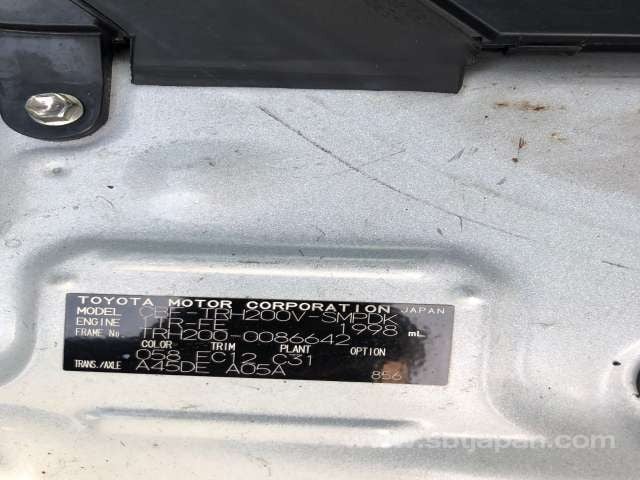 TOYOTA MOTOR CORPORATION JAPAN
MODEL CBF-TRH200V-SMPDK
ENGINE 1TR-FE 1998 mL
FRAME No. TRH200-0086642
COLOR TRIM PLANT OPTION
058 FC12 C31
TRANS./AXLE A45DE A05A 856
www.sbtjapan.com